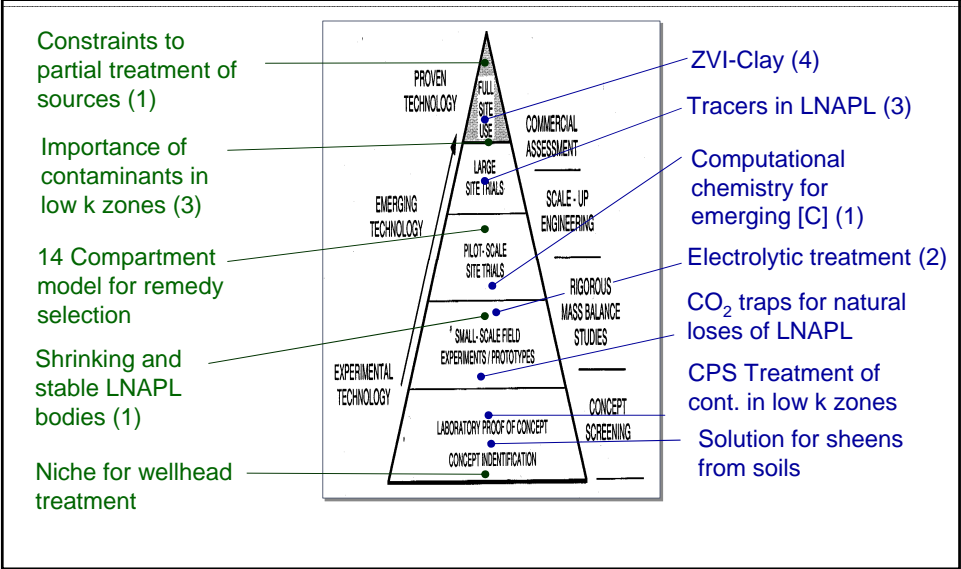 Constraints to
partial treatment of
sources (1)
Importance of
contaminants in
low k zones (3)
14 Compartment
model for remedy
selection
Shrinking and
stable LNAPL
bodies (1)
Niche for wellhead
treatment
PROVEN
TECHNOLOGY
EMERGING
TECHNOLOGY
EXPERIMENTAL
TECHNOLOGY
FULL
SITE
USE
LARGE
SITE TRIALS
PILOT-SCALE
SITE TRIALS
SMALL-SCALE FIELD
EXPERIMENTS/PROTOTYPES
LABORATORY PROOF OF CONCEPT
CONCEPT INDENTIFICATION
COMMERCIAL
ASSESSMENT
SCALE-UP
ENGINEERING
RIGOROUS
MASS BALANCE
STUDIES
CONCEPT
SCREENING
ZVI-Clay (4)
Tracers in LNAPL (3)
Computational
chemistry for
emerging [C] (1)
Electrolytic treatment (2)
CO₂ traps for natural
loses of LNAPL
CPS Treatment of
cont. in low k zones
Solution for sheens
from soils